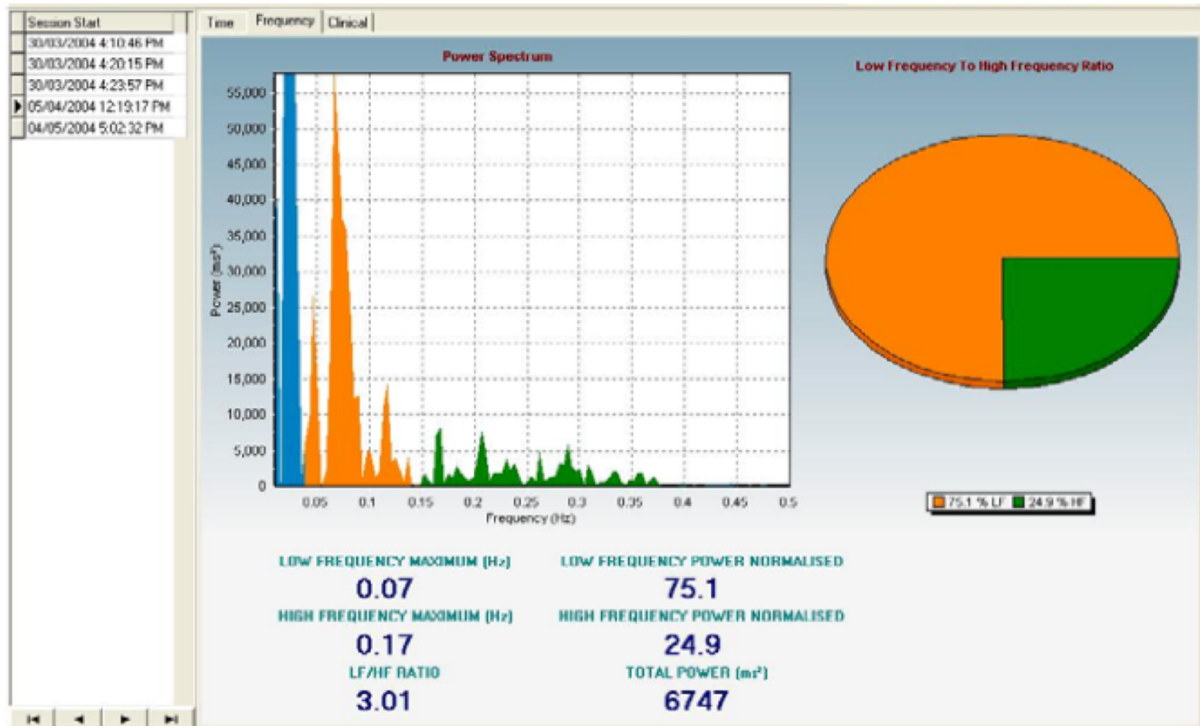 Session Start
30/03/2004 4:10:46 PM
30/03/2004 4:20:15 PM
30/03/2004 4:23:57 PM
05/04/2004 12:19:17 PM
04/05/2004 5:02:32 PM
Time Frequency Clinical
Power Spectrum
Low Frequency To High Frequency Ratio
Power (ms²)
55,000
50,000
45,000
40,000
35,000
30,000
25,000
20,000
15,000
10,000
5,000
0
0.05 0.1 0.15 0.2 0.25 0.3 0.35 0.4 0.45 0.5
Frequency (Hz)
75.1 % LF 24.9 % HF
LOW FREQUENCY MAXIMUM (Hz)
0.07
LOW FREQUENCY POWER NORMALISED
75.1
HIGH FREQUENCY MAXIMUM (Hz)
0.17
HIGH FREQUENCY POWER NORMALISED
24.9
LF/HF RATIO
3.01
TOTAL POWER (ms²)
6747